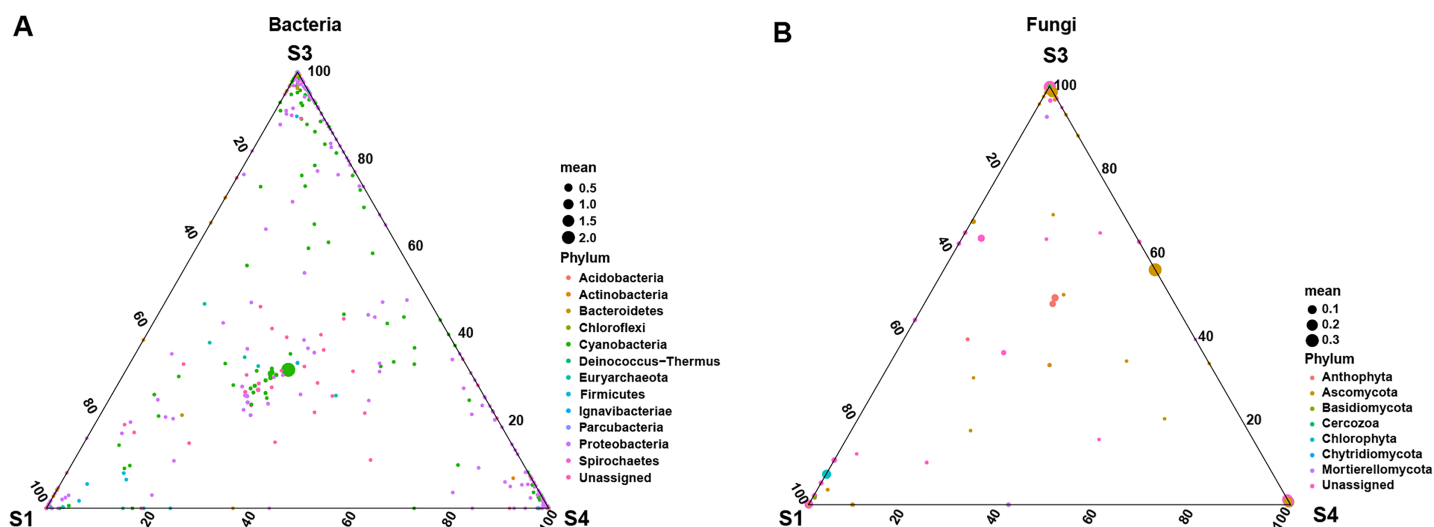 A
Bacteria
S3
100
20
80
40
60
60
40
80
20
100
S1
20
40
60
80
100
S4
mean
0.5
1.0
1.5
2.0
Phylum
Acidobacteria
Actinobacteria
Bacteroidetes
Chloroflexi
Cyanobacteria
Deinococcus−Thermus
Euryarchaeota
Firmicutes
Ignavibacteriae
Parcubacteria
Proteobacteria
Spirochaetes
Unassigned
B
Fungi
S3
100
20
80
40
60
60
40
80
20
100
S1
20
40
60
80
100
S4
mean
0.1
0.2
0.3
Phylum
Anthophyta
Ascomycota
Basidiomycota
Cercozoa
Chlorophyta
Chytridiomycota
Mortierellomycota
Unassigned